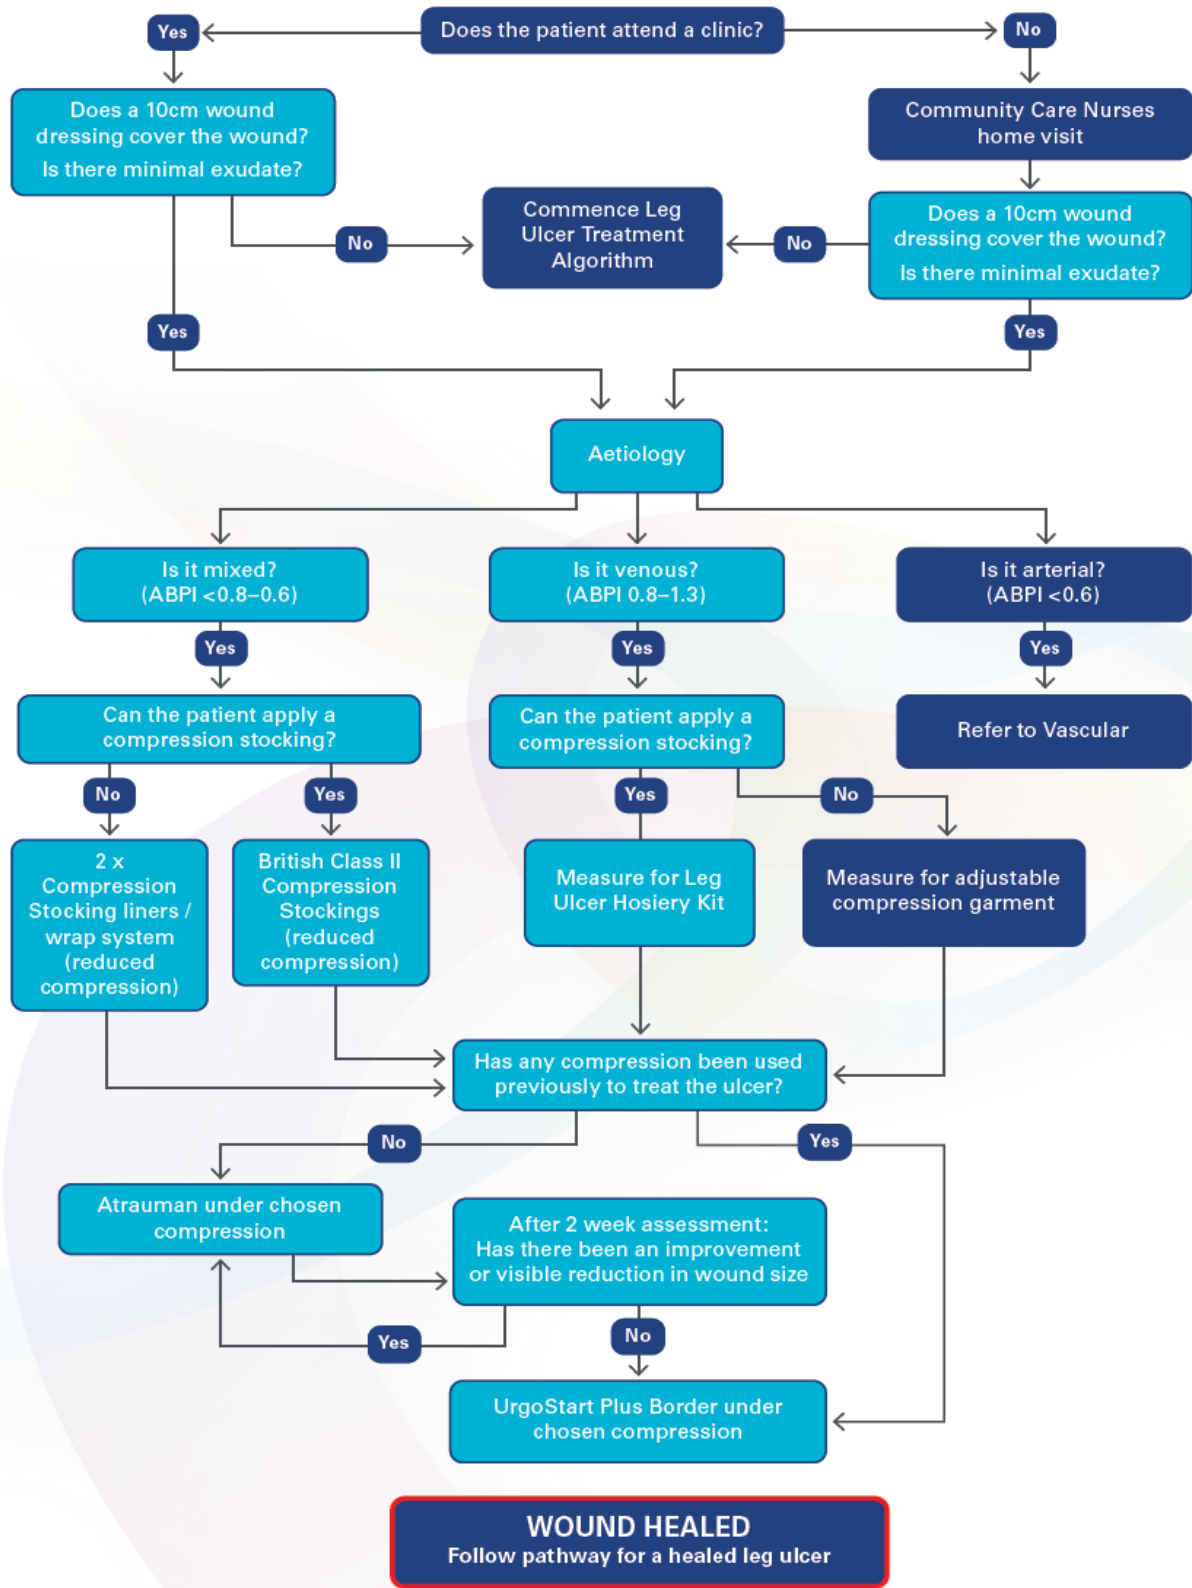 Does the patient attend a clinic?
Yes
No
Does a 10cm wound
dressing cover the wound?
Is there minimal exudate?
Community Care Nurses
home visit
Commence Leg
Ulcer Treatment
Algorithm
Does a 10cm wound
dressing cover the wound?
Is there minimal exudate?
No
No
Yes
Yes
Aetiology
Is it mixed?
(ABPI <0.8–0.6)
Is it venous?
(ABPI 0.8–1.3)
Is it arterial?
(ABPI <0.6)
Yes
Yes
Yes
Can the patient apply a
compression stocking?
Can the patient apply a
compression stocking?
Refer to Vascular
No
Yes
Yes
No
2 x
Compression
Stocking liners /
wrap system
(reduced
compression)
British Class II
Compression
Stockings
(reduced
compression)
Measure for Leg
Ulcer Hosiery Kit
Measure for adjustable
compression garment
Has any compression been used
previously to treat the ulcer?
No
Yes
Atrauman under chosen
compression
After 2 week assessment:
Has there been an improvement
or visible reduction in wound size
Yes
No
UrgoStart Plus Border under
chosen compression
WOUND HEALED
Follow pathway for a healed leg ulcer